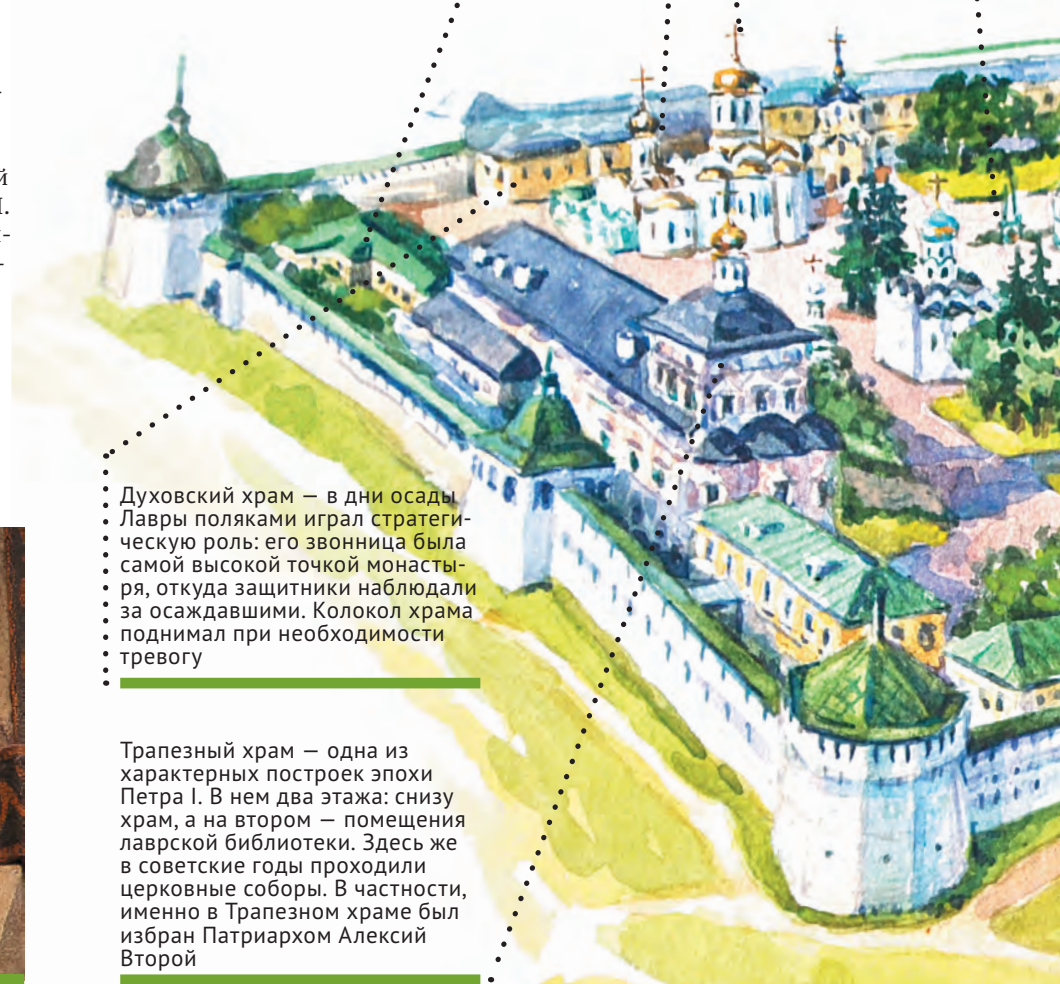 й
Духовский храм — в дни осады
Лавры поляками играл стратеги-
ческую роль: его звонница была
самой высокой точкой монасты-
ря, откуда защитники наблюдали
за осаждавшими. Колокол храма
поднимал при необходимости
тревогу
Трапезный храм — одна из
характерных построек эпохи
Петра I. В нем два этажа: снизу
храм, а на втором — помещения
лаврской библиотеки. Здесь же
в советские годы проходили
церковные соборы. В частности,
именно в Трапезном храме был
избран Патриархом Алексий
Второй